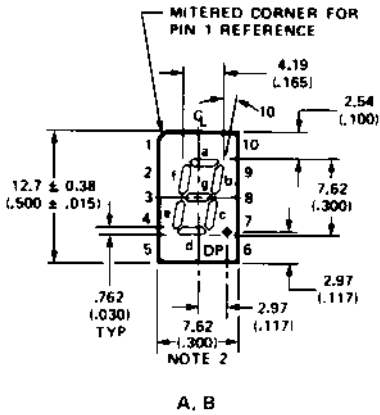 MITERED CORNER FOR
PIN 1 REFERENCE
4.19
(.165)
C
L
10
2.54
(.100)
1
10
a
2
9
f
b
g
12.7 ± 0.38
(.500 ± .015)
3
8
7.62
(.300)
e
c
4
7
d
5
DP
6
.762
(.030)
TYP
2.97
(.117)
2.97
(.117)
7.62
(.300)
NOTE 2
A, B